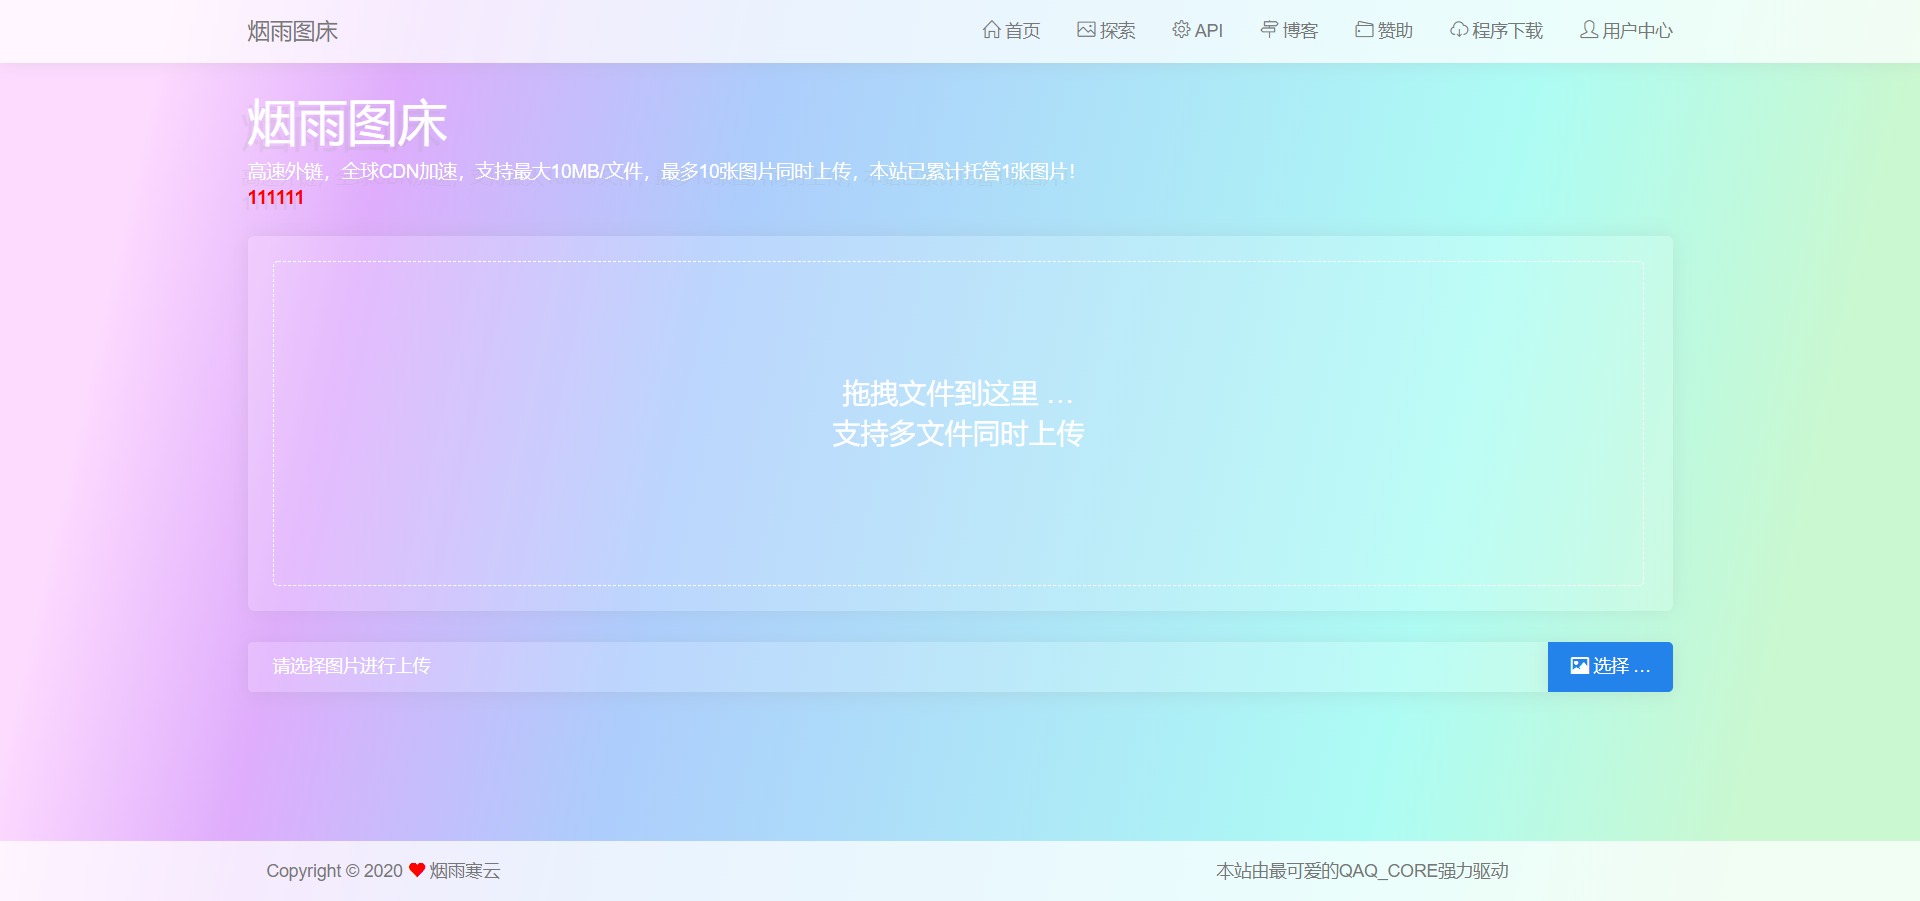 烟雨图床
首页 探索 API 博客 赞助 程序下载 用户中心
烟雨图床
高速外链，全球CDN加速，支持最大10MB/文件，最多10张图片同时上传，本站已累计托管1张图片！
111111
拖拽文件到这里 …
支持多文件同时上传
请选择图片进行上传
选择 …
Copyright © 2020 ❤ 烟雨寒云
本站由最可爱的QAQ_CORE强力驱动